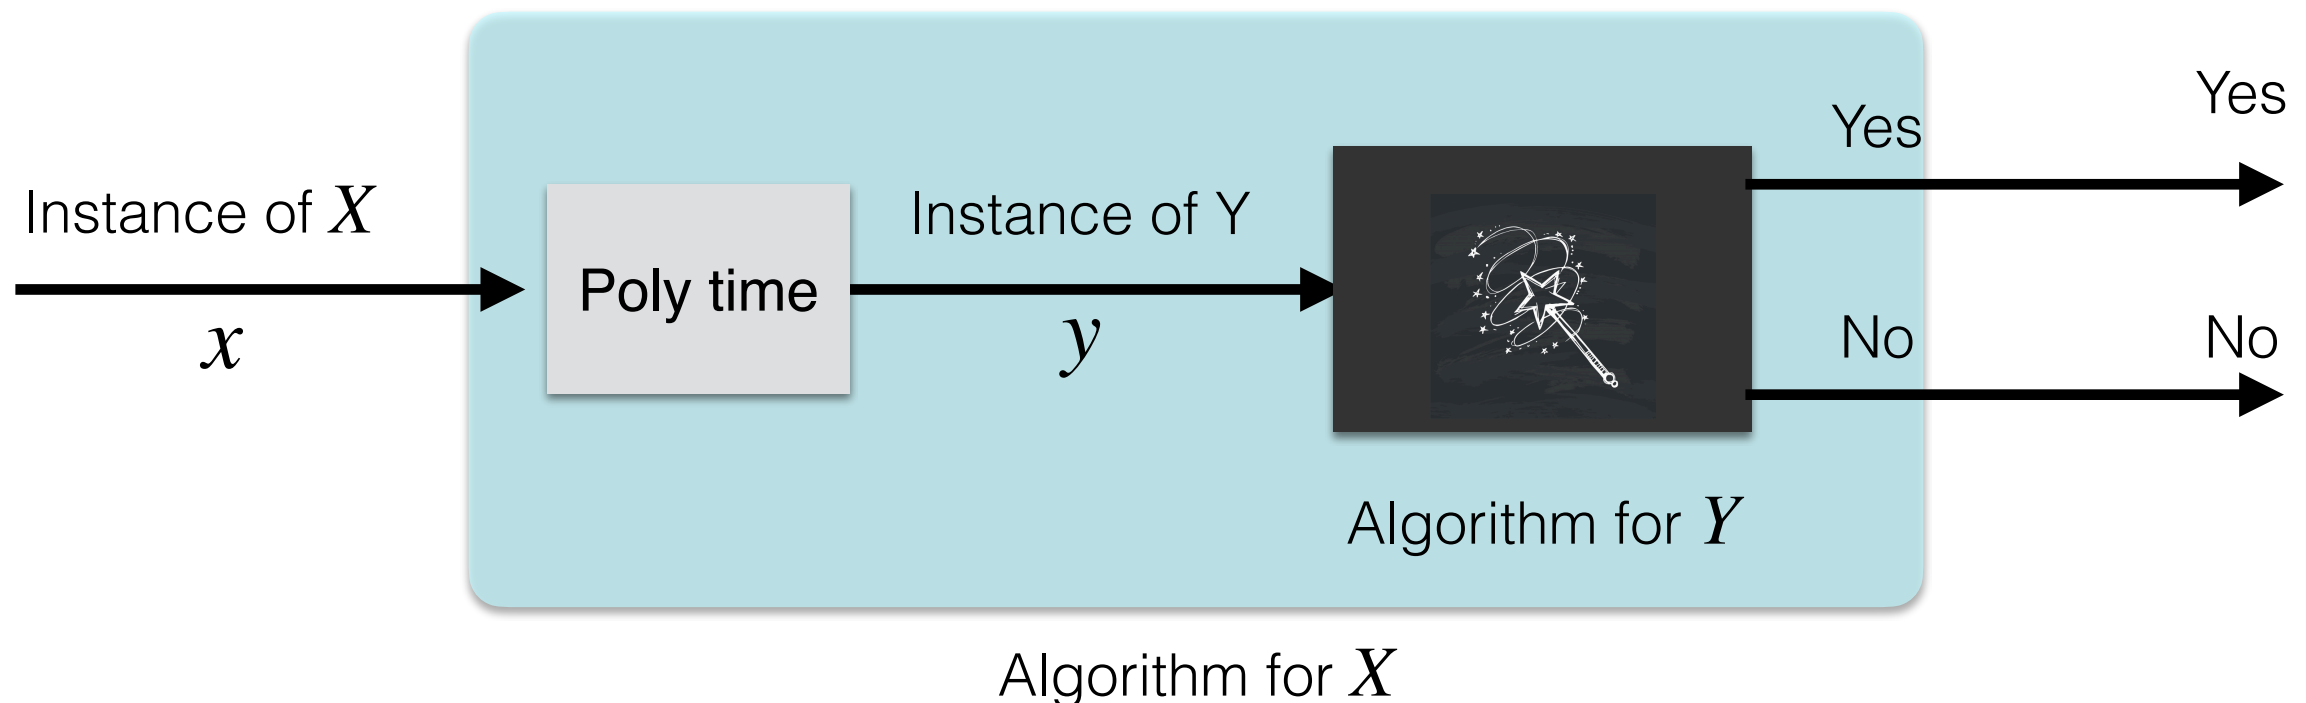 Instance of X
x
Poly time
Instance of Y
y
Yes
No
Algorithm for Y
Yes
No
Algorithm for X